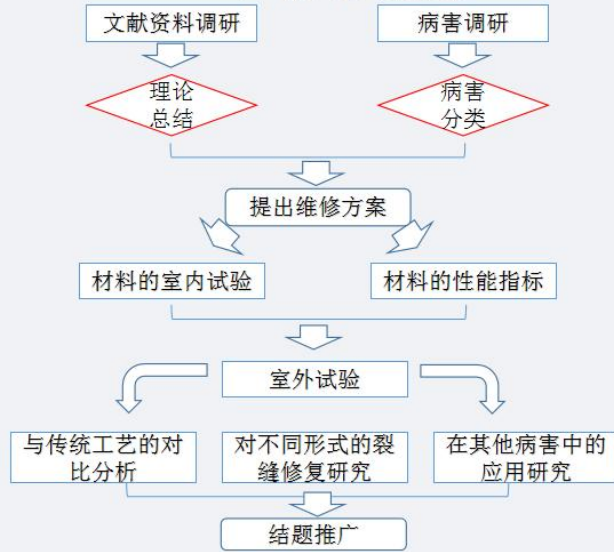 文献资料调研
病害调研
理论
总结
病害
分类
提出维修方案
材料的室内试验
材料的性能指标
室外试验
与传统工艺的对
比分析
对不同形式的裂
缝修复研究
在其他病害中的
应用研究
结题推广